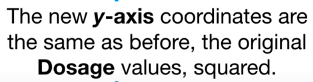 The new y-axis coordinates are
the same as before, the original
Dosage values, squared.